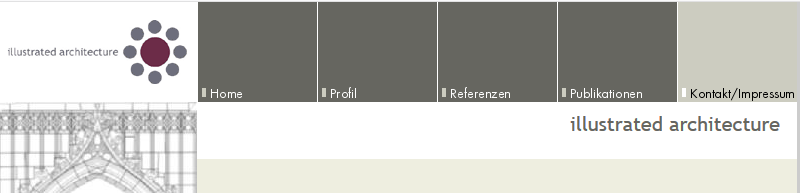 illustrated architecture
Home
Profil
Referenzen
Publikationen
Kontakt/Impressum
illustrated architecture